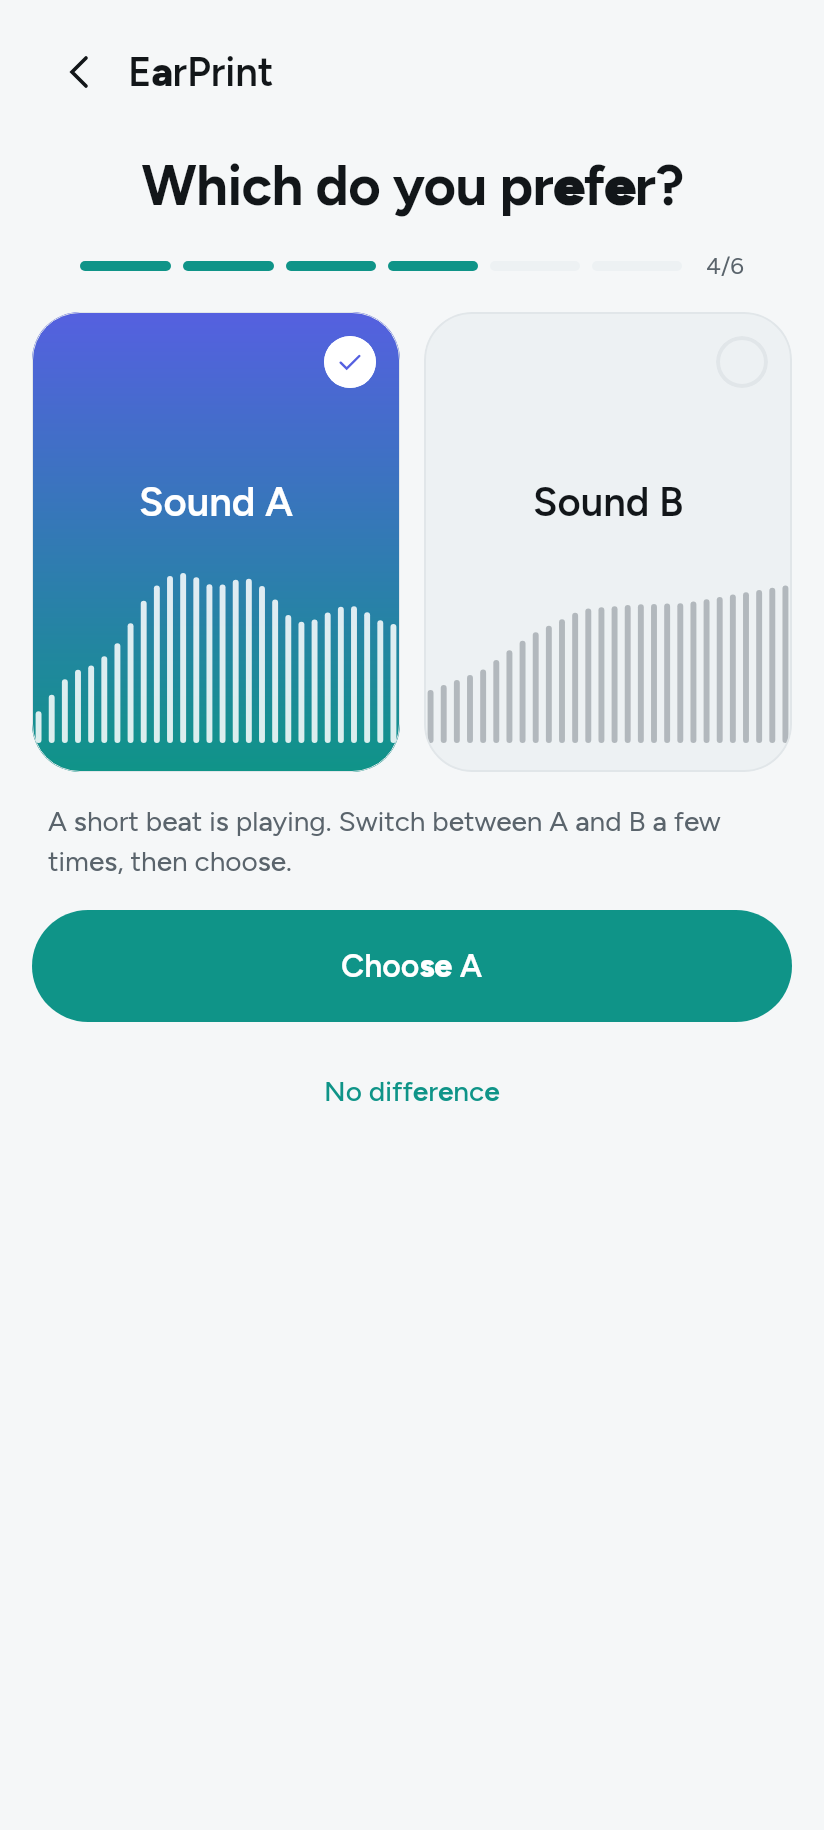 EarPrint
Which do you prefer?
4/6
Sound A
Sound B
A short beat is playing. Switch between A and B a few
times, then choose.
Choose A
No difference